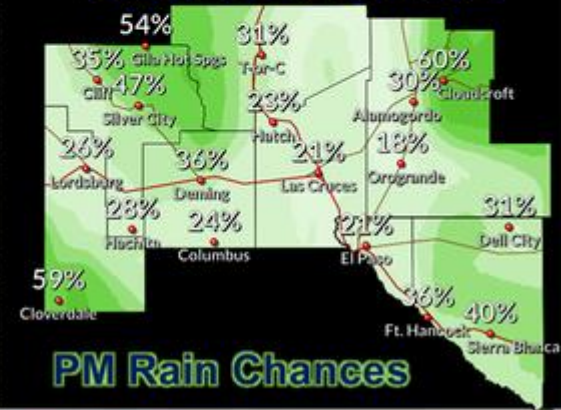 54%
Gila Hot Spgs
31%
T-or-C
35%
Cliff
47%
Silver City
60%
Cloudcroft
30%
Alamogordo
23%
Hatch
21%
Las Cruces
18%
Orogrande
26%
Lordsburg
36%
Deming
28%
Hachita
24%
Columbus
21%
El Paso
31%
Dell City
59%
Cloverdale
36%
Ft. Hancock
40%
Sierra Blanca
PM Rain Chances